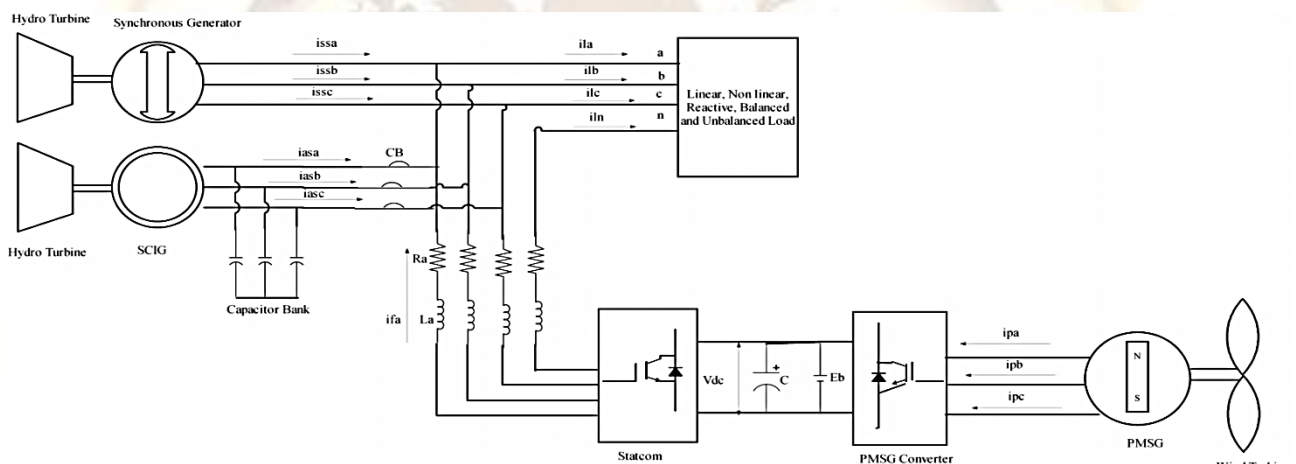 Hydro Turbine
Synchronous Generator
issa
issb
issc
ila
ilb
ilc
iln
a
b
c
n
Linear, Non linear,
Reactive, Balanced
and Unbalanced Load
iasa
iasb
iasc
CB
Hydro Turbine
SCIG
Capacitor Bank
Ra
ifa
La
Vdc
+
C
Eb
ipa
ipb
ipc
N
S
Statcom
PMSG Converter
PMSG